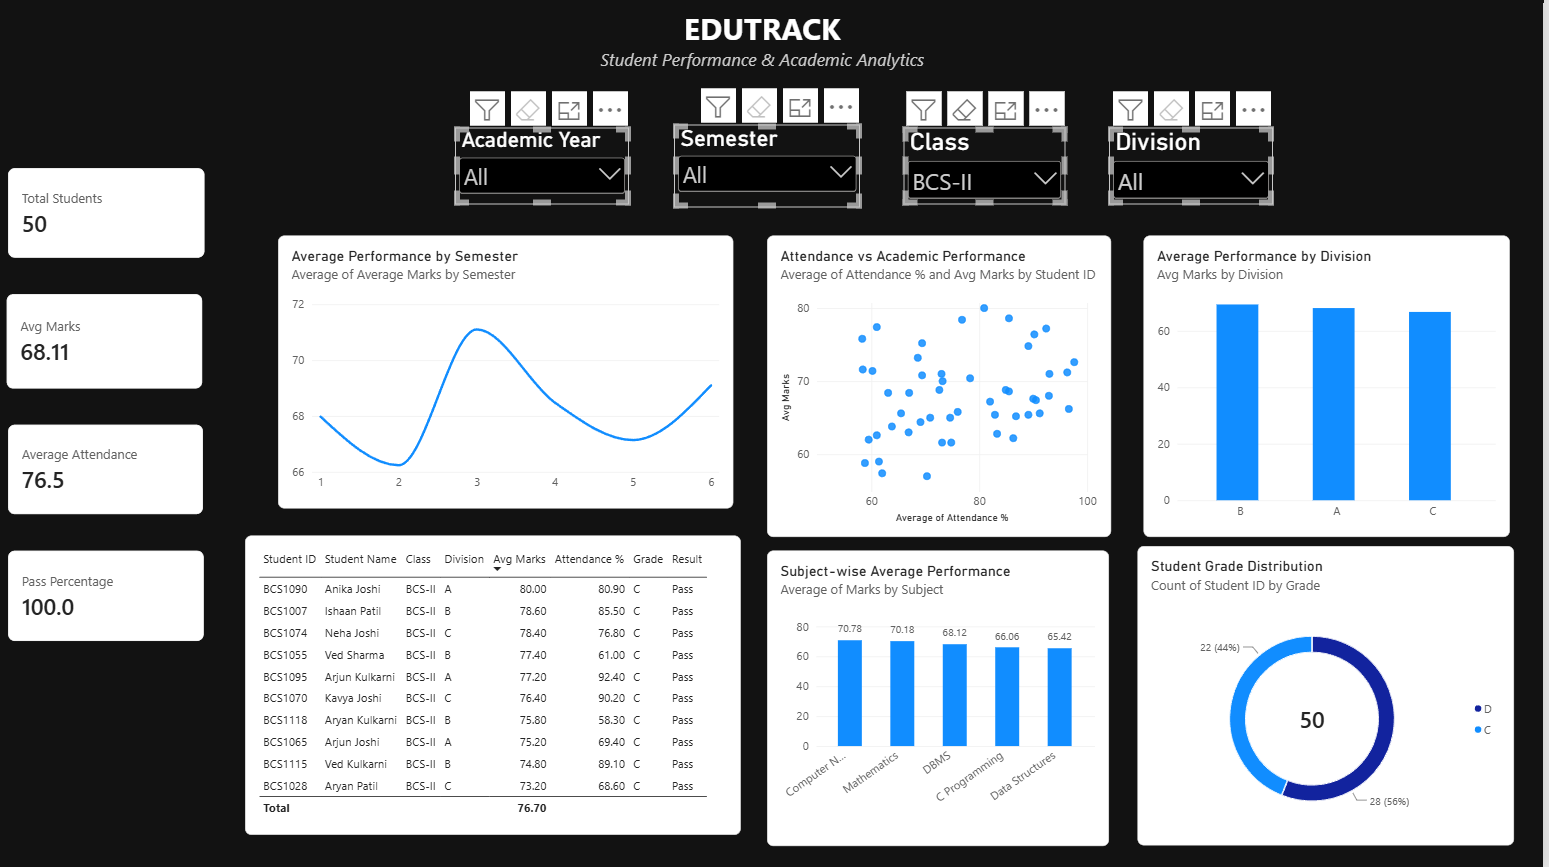 EDUTRACK
Student Performance & Academic Analytics
Academic Year
All
Semester
All
Class
BCS-II
Division
All
Total Students
50
Avg Marks
68.11
Average Attendance
76.5
Pass Percentage
100.0
Average Performance by Semester
Average of Average Marks by Semester
72
70
68
66
1 2 3 4 5 6
Attendance vs Academic Performance
Average of Attendance % and Avg Marks by Student ID
Avg Marks
80
70
60
60 80 100
Average of Attendance %
Average Performance by Division
Avg Marks by Division
60
40
20
0
B A C
Student ID Student Name Class Division Avg Marks Attendance % Grade Result
BCS1090 Anika Joshi BCS-II A 80.00 80.90 C Pass
BCS1007 Ishaan Patil BCS-II B 78.60 85.50 C Pass
BCS1074 Neha Joshi BCS-II C 78.40 76.80 C Pass
BCS1055 Ved Sharma BCS-II B 77.40 61.00 C Pass
BCS1095 Arjun Kulkarni BCS-II A 77.20 92.40 C Pass
BCS1070 Kavya Joshi BCS-II C 76.40 90.20 C Pass
BCS1118 Aryan Kulkarni BCS-II B 75.80 58.30 C Pass
BCS1065 Arjun Joshi BCS-II A 75.20 69.40 C Pass
BCS1115 Ved Kulkarni BCS-II B 74.80 89.10 C Pass
BCS1028 Aryan Patil BCS-II C 73.20 68.60 C Pass
Total 76.70
Subject-wise Average Performance
Average of Marks by Subject
80
60
40
20
0
70.78 70.18 68.12 66.06 65.42
Computer N... Mathematics DBMS C Programming Data Structures
Student Grade Distribution
Count of Student ID by Grade
22 (44%)
50
28 (56%)
D
C